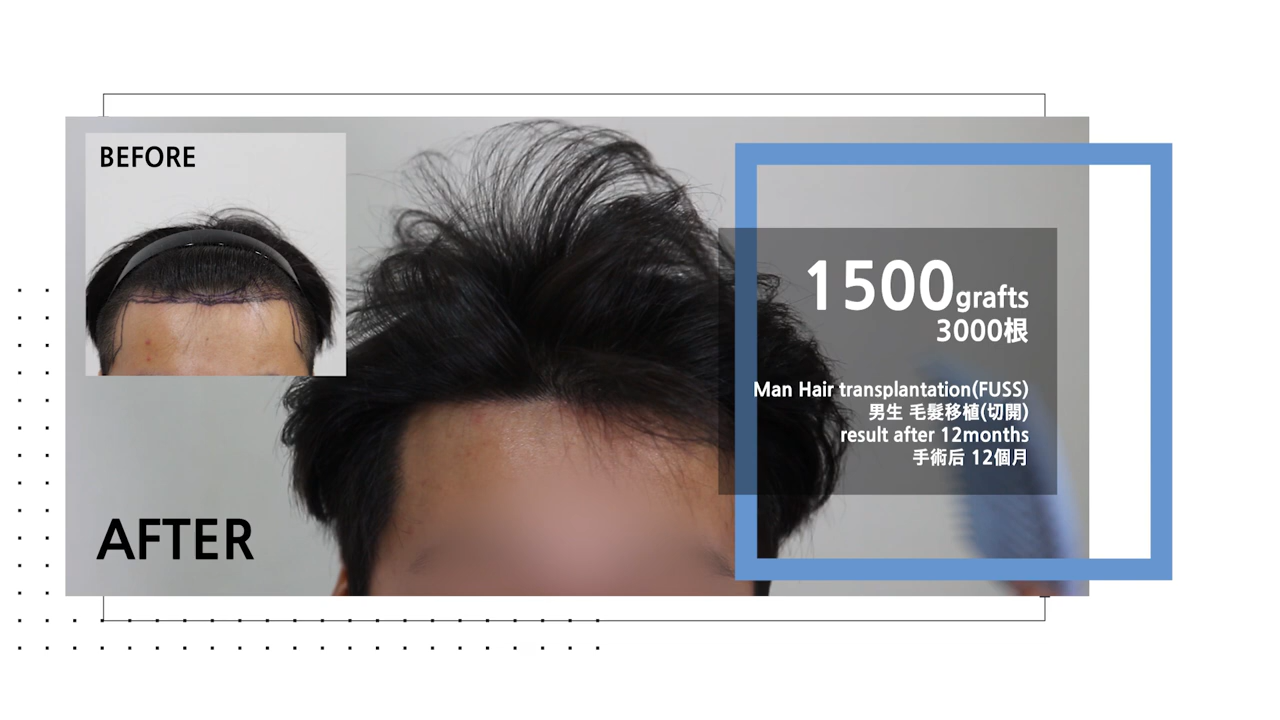 BEFORE
1500grafts
3000根
Man Hair transplantation(FUSS)
男生 毛髮移植(切開)
result after 12months
手術后 12個月
AFTER